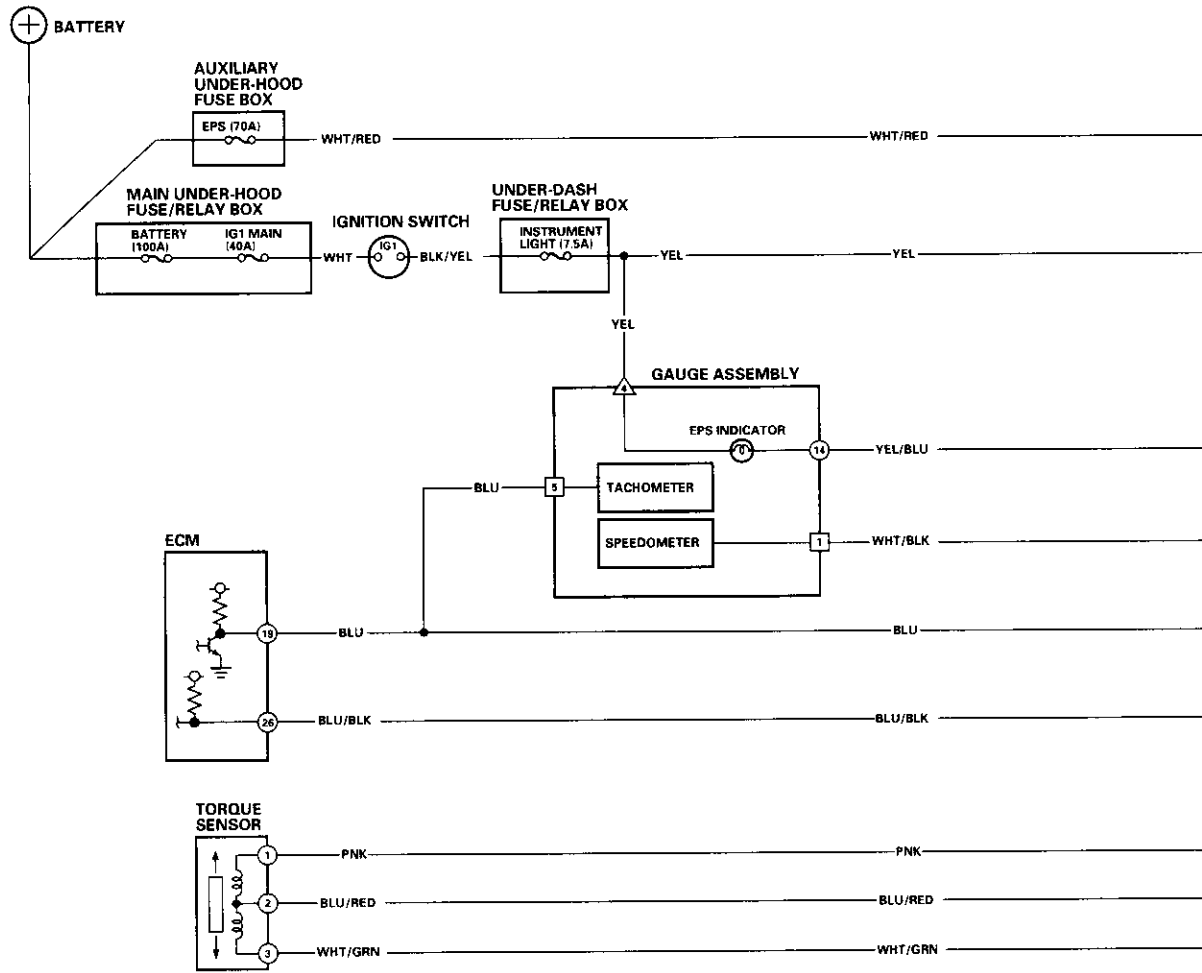 BATTERY
AUXILIARY
UNDER-HOOD
FUSE BOX
EPS (70A)
WHT/RED
WHT/RED
MAIN UNDER-HOOD
FUSE/RELAY BOX
BATTERY
(100A)
IG1 MAIN
(40A)
WHT
IGNITION SWITCH
IG1
BLK/YEL
UNDER-DASH
FUSE/RELAY BOX
INSTRUMENT
LIGHT (7.5A)
YEL
YEL
YEL
GAUGE ASSEMBLY
4
EPS INDICATOR
14
YEL/BLU
BLU
5
TACHOMETER
SPEEDOMETER
1
WHT/BLK
ECM
19
BLU
BLU
26
BLU/BLK
BLU/BLK
TORQUE
SENSOR
1
PNK
PNK
2
BLU/RED
BLU/RED
3
WHT/GRN
WHT/GRN